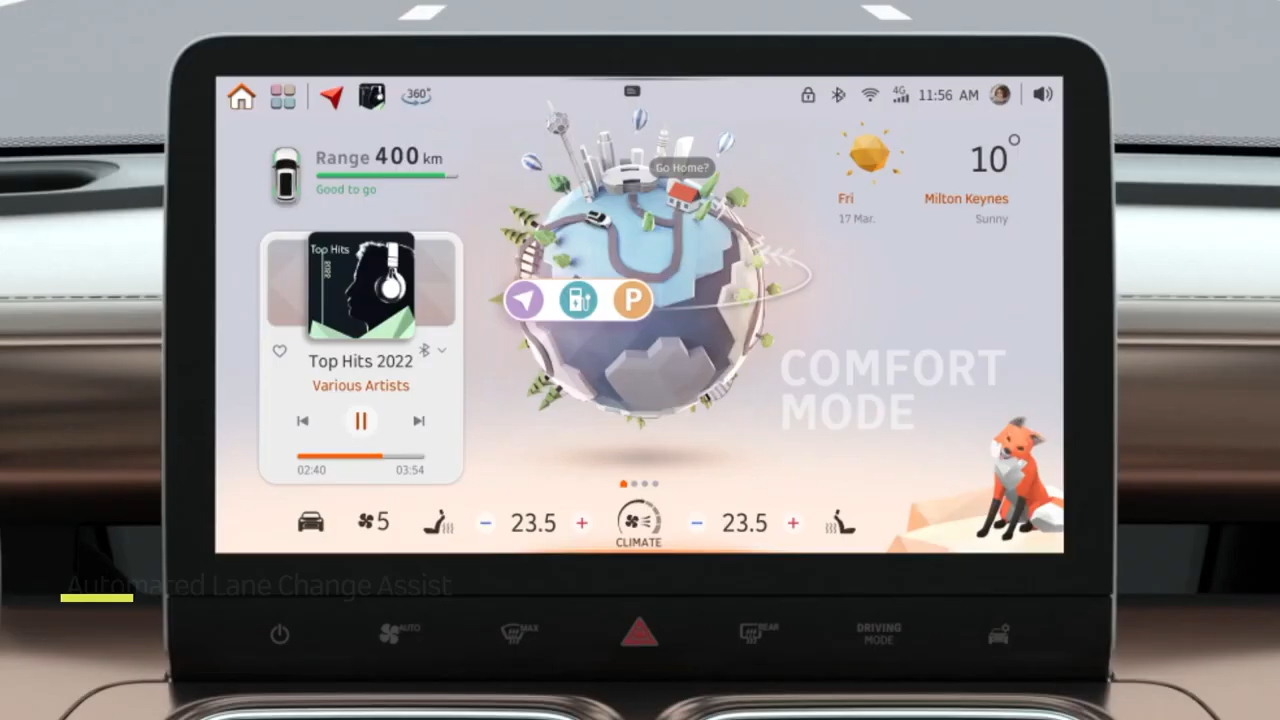 360°
4G
11:56 AM
Range 400 km
Good to go
Go Home?
10°
Fri
Milton Keynes
17 Mar.
Sunny
Top Hits
2022
P
Top Hits 2022
Various Artists
02:40
03:54
COMFORT
MODE
5
− 23.5 +
− 23.5 +
CLIMATE
Automated Lane Change Assist
AUTO
MAX
REAR
DRIVING
MODE